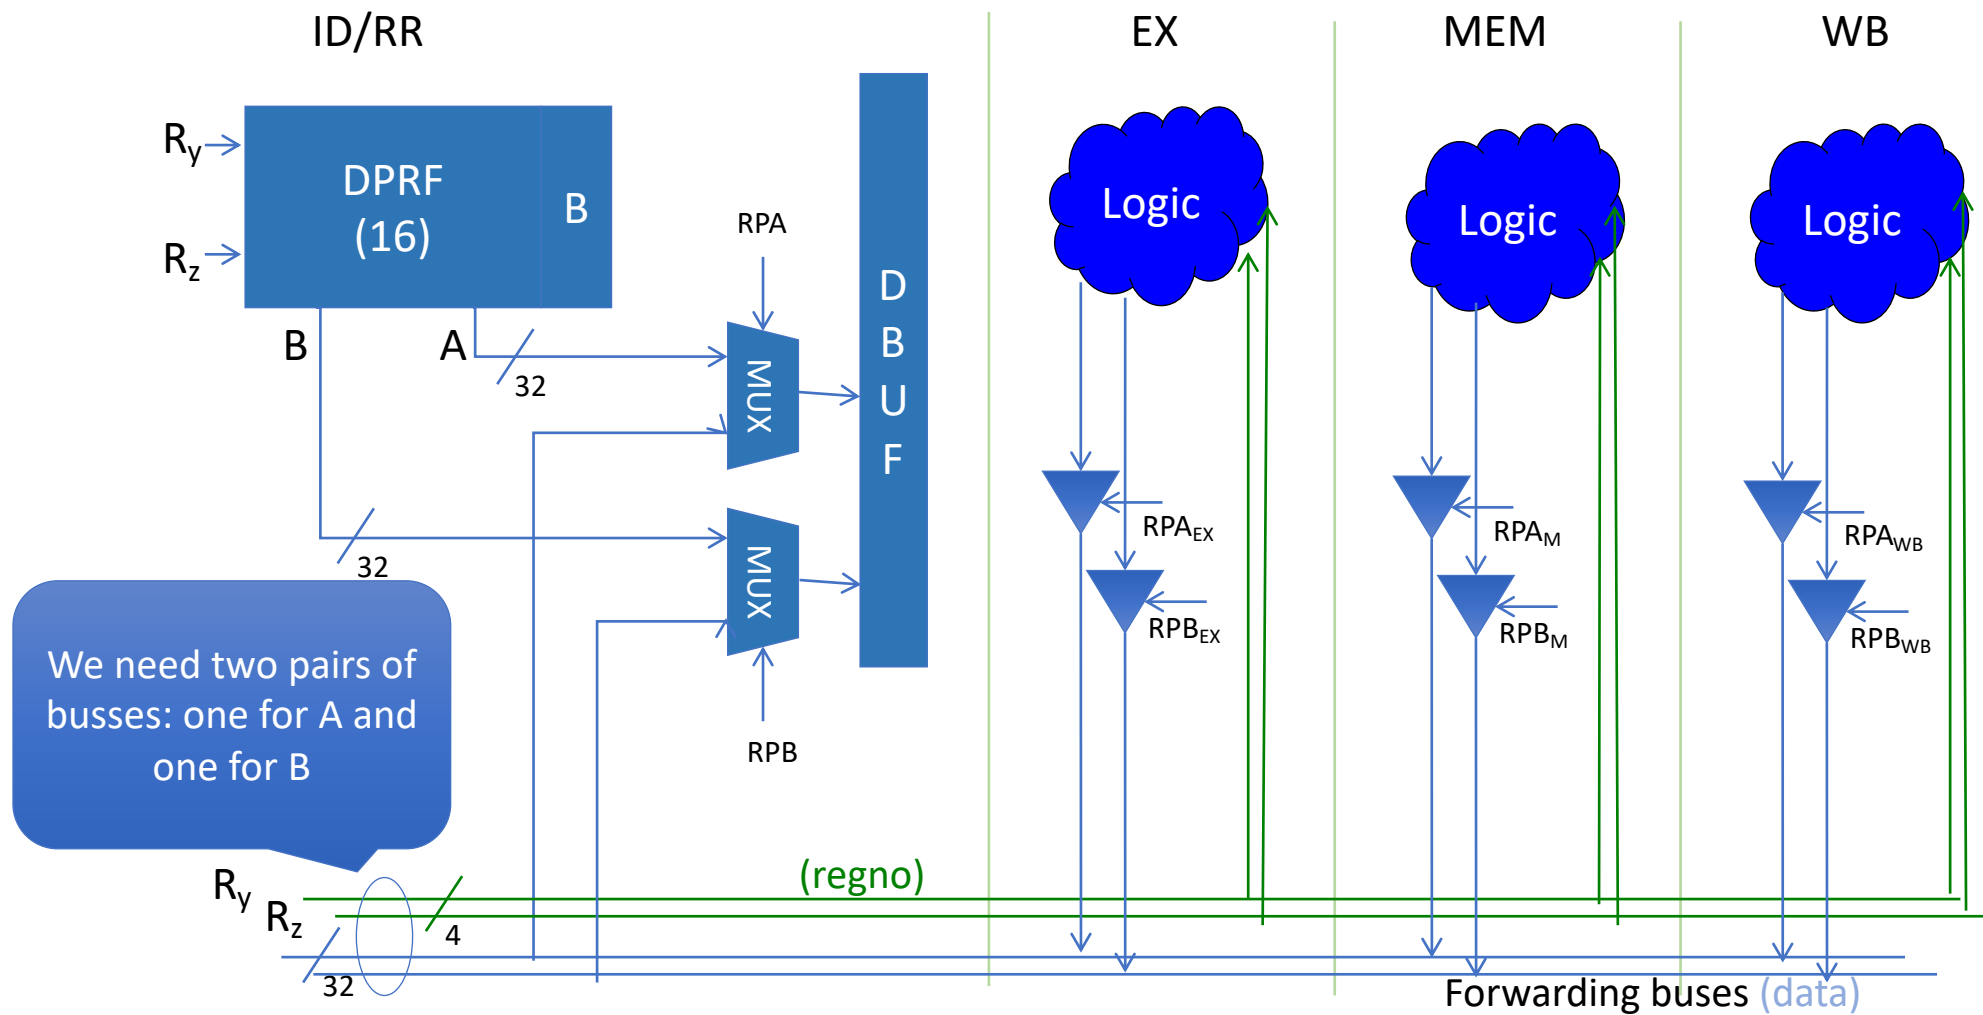 ID/RR
EX
MEM
WB
Ry
Rz
DPRF
(16)
B
B
A
32
32
RPA
MUX
MUX
RPB
D
B
U
F
Logic
Logic
Logic
RPAEX
RPBEX
RPAM
RPBM
RPAWB
RPBWB
We need two pairs of
busses: one for A and
one for B
(regno)
Ry
Rz
4
32
Forwarding buses (data)